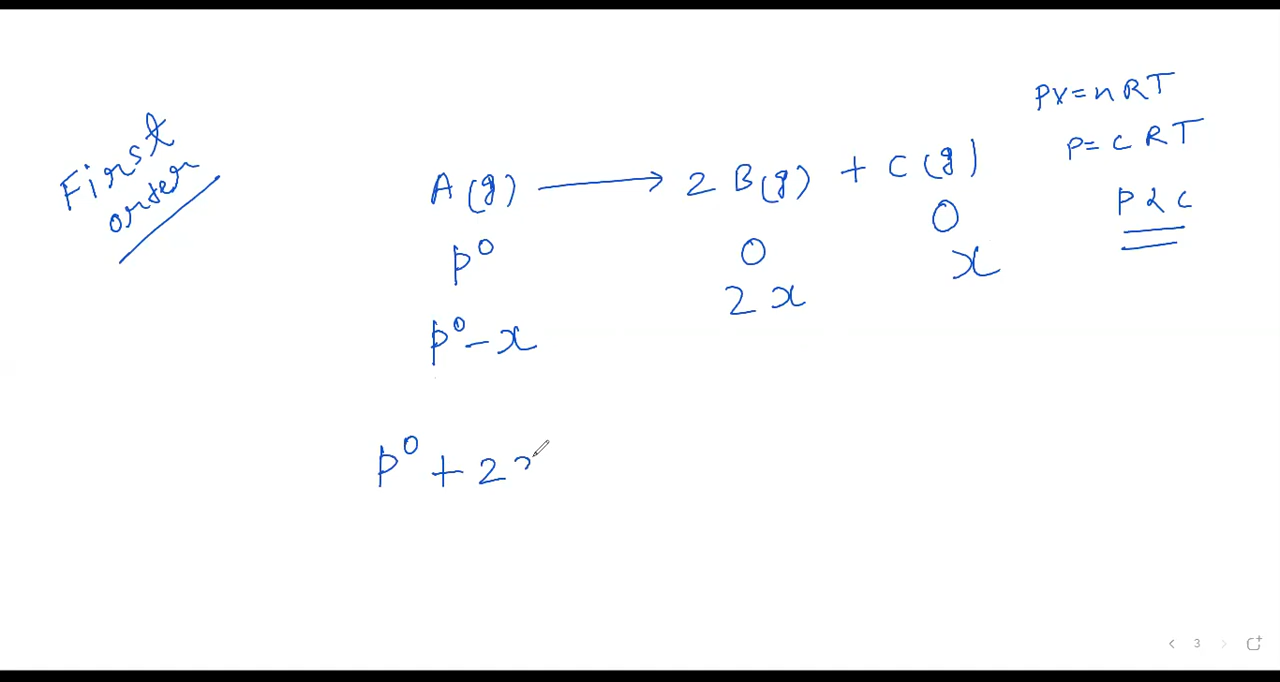 First
order
PV = nRT
P = CRT
P ∝ C
A(g) ⟶ 2B(g) + C(g)
p⁰ 0 0
p⁰ - x 2x x
p⁰ + 2
3